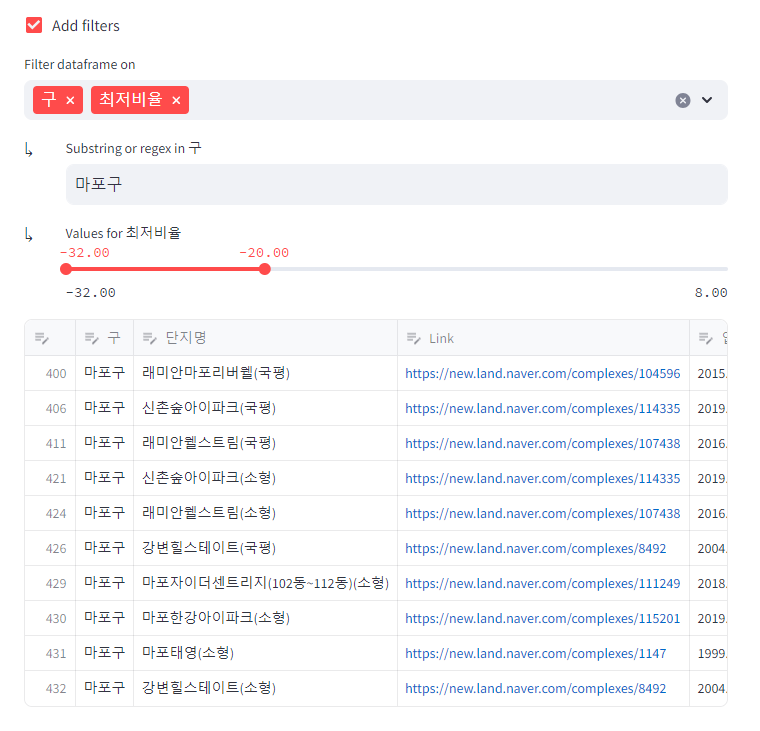 Add filters
Filter dataframe on
구 × 최저비율 ×
↳ Substring or regex in 구
마포구
↳ Values for 최저비율
-32.00 -20.00
-32.00 8.00
구 단지명 Link
400 마포구 래미안마포리버웰(국평) https://new.land.naver.com/complexes/104596 2015.
406 마포구 신촌숲아이파크(국평) https://new.land.naver.com/complexes/114335 2019.
411 마포구 래미안웰스트림(국평) https://new.land.naver.com/complexes/107438 2016.
421 마포구 신촌숲아이파크(소형) https://new.land.naver.com/complexes/114335 2019.
424 마포구 래미안웰스트림(소형) https://new.land.naver.com/complexes/107438 2016.
426 마포구 강변힐스테이트(국평) https://new.land.naver.com/complexes/8492 2004.
429 마포구 마포자이더센트리지(102동~112동)(소형) https://new.land.naver.com/complexes/111249 2018.
430 마포구 마포한강아이파크(소형) https://new.land.naver.com/complexes/115201 2019.
431 마포구 마포태영(소형) https://new.land.naver.com/complexes/1147 1999.
432 마포구 강변힐스테이트(소형) https://new.land.naver.com/complexes/8492 2004.